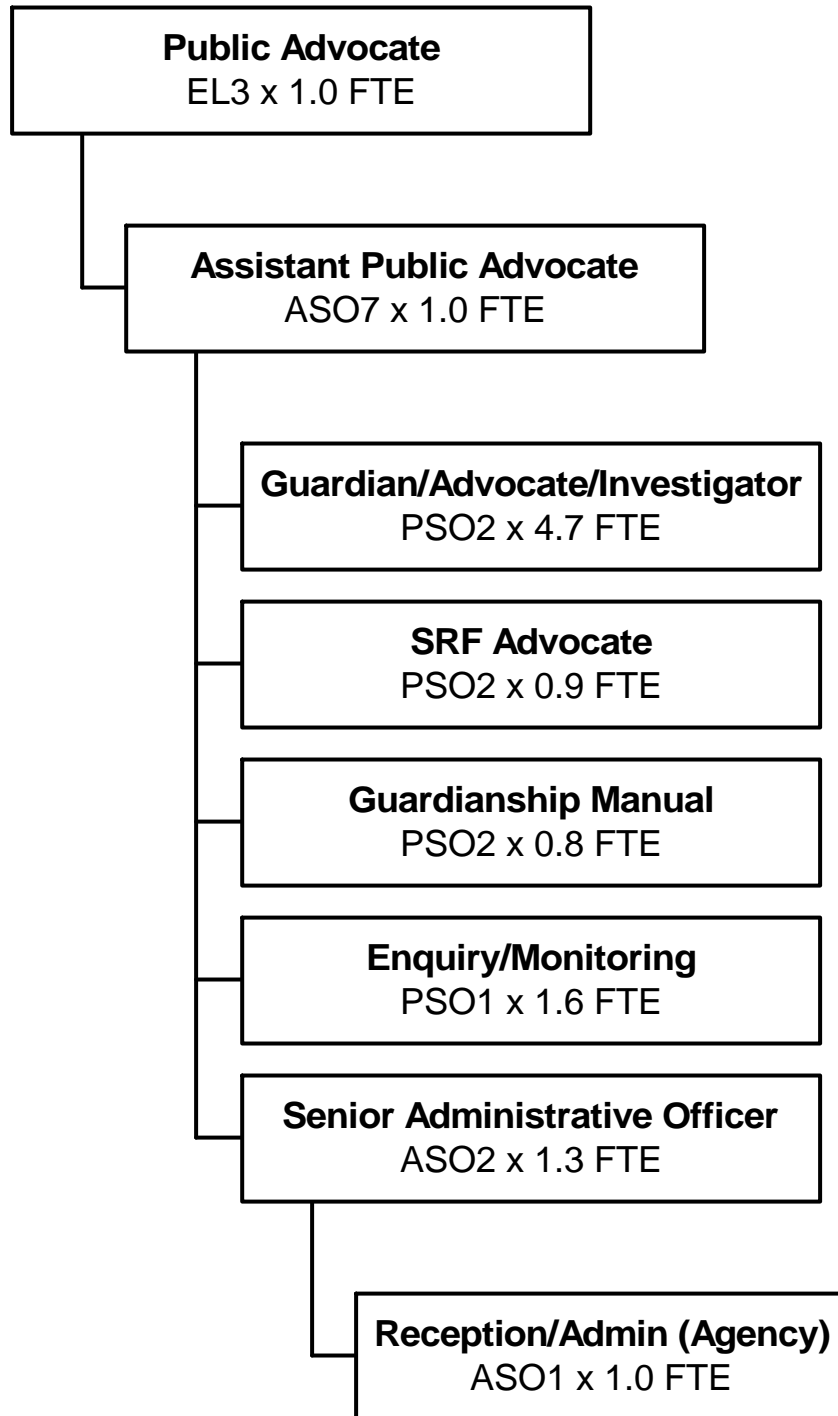 Public Advocate
EL3 x 1.0 FTE
Assistant Public Advocate
ASO7 x 1.0 FTE
Guardian/Advocate/Investigator
PSO2 x 4.7 FTE
SRF Advocate
PSO2 x 0.9 FTE
Guardianship Manual
PSO2 x 0.8 FTE
Enquiry/Monitoring
PSO1 x 1.6 FTE
Senior Administrative Officer
ASO2 x 1.3 FTE
Reception/Admin (Agency)
ASO1 x 1.0 FTE